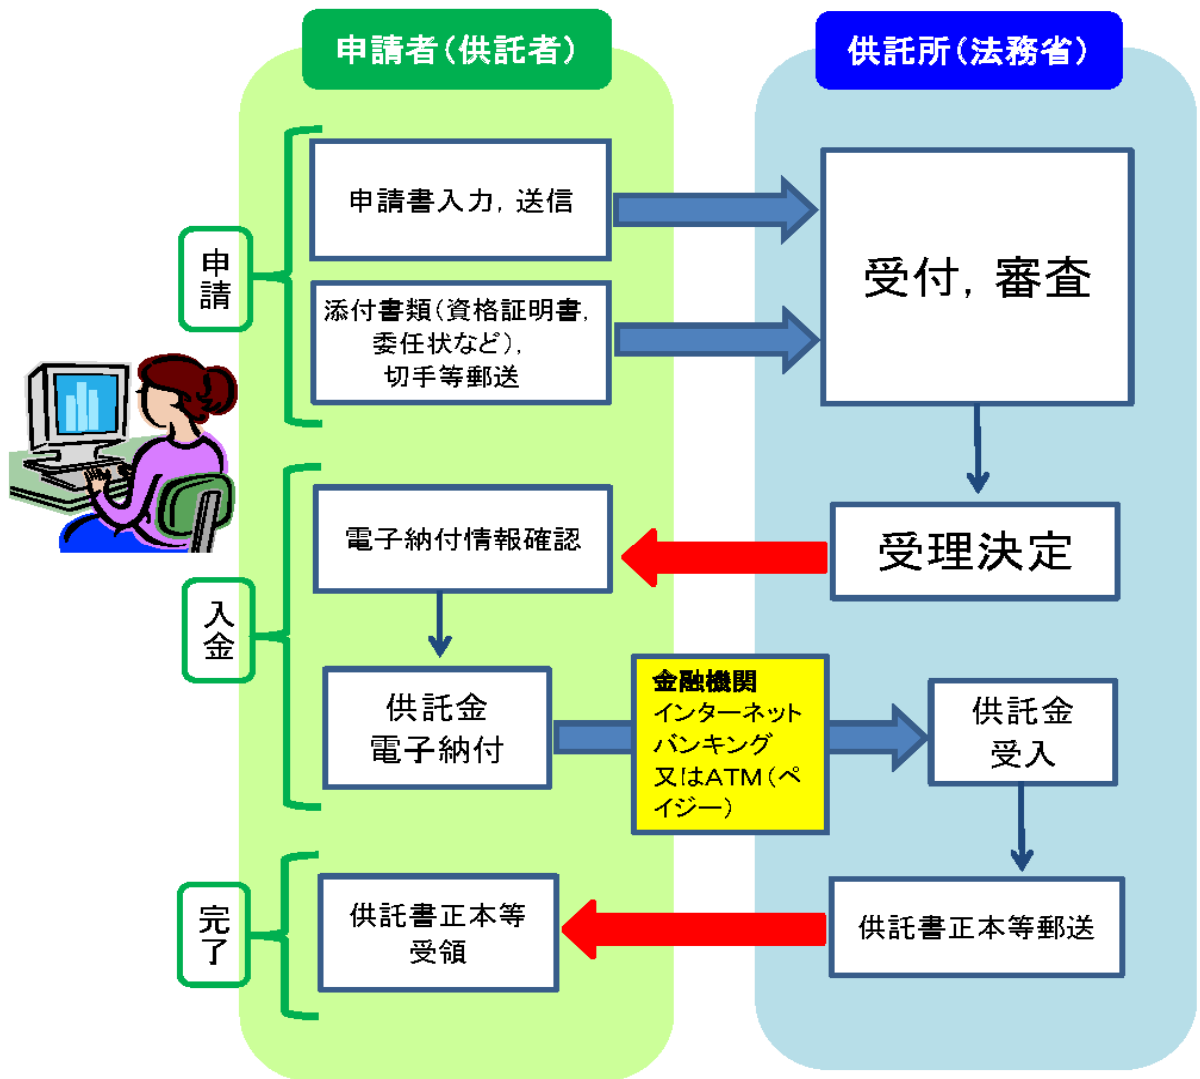 申請者(供託者)
供託所(法務省)
申請
申請書入力, 送信
添付書類(資格証明書,
委任状など),
切手等郵送
受付, 審査
受理決定
入金
電子納付情報確認
供託金
電子納付
金融機関
インターネット
バンキング
又はATM(ペ
イジー)
供託金
受入
完了
供託書正本等
受領
供託書正本等郵送